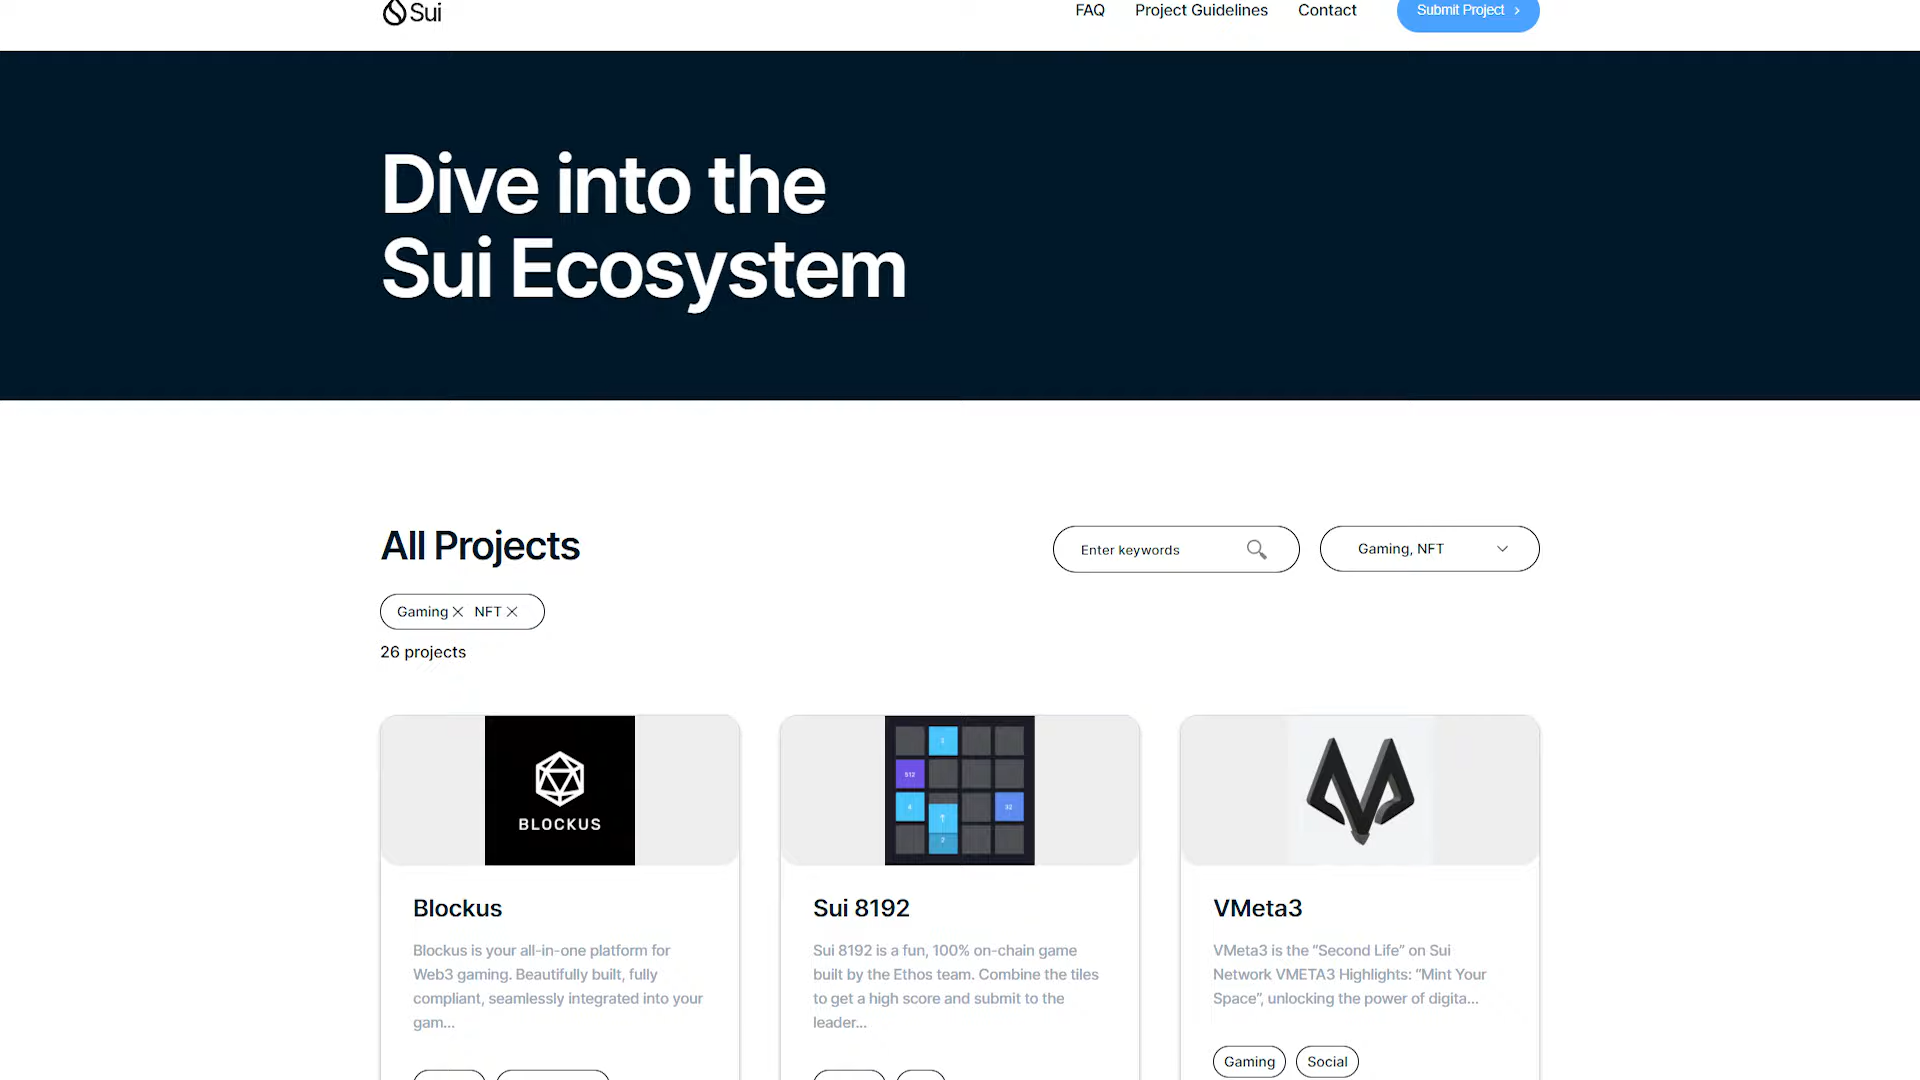 Sui
FAQ
Project Guidelines
Contact
Submit Project
Dive into the
Sui Ecosystem
All Projects
Enter keywords
Gaming, NFT
Gaming
NFT
26 projects
BLOCKUS
512
32
Blockus
Blockus is your all-in-one platform for
Web3 gaming. Beautifully built, fully
compliant, seamlessly integrated into your
gam...
Sui 8192
Sui 8192 is a fun, 100% on-chain game
built by the Ethos team. Combine the tiles
to get a high score and submit to the
leader...
VMeta3
VMeta3 is the “Second Life” on Sui
Network VMETA3 Highlights: “Mint Your
Space”, unlocking the power of digita...
Gaming
Social